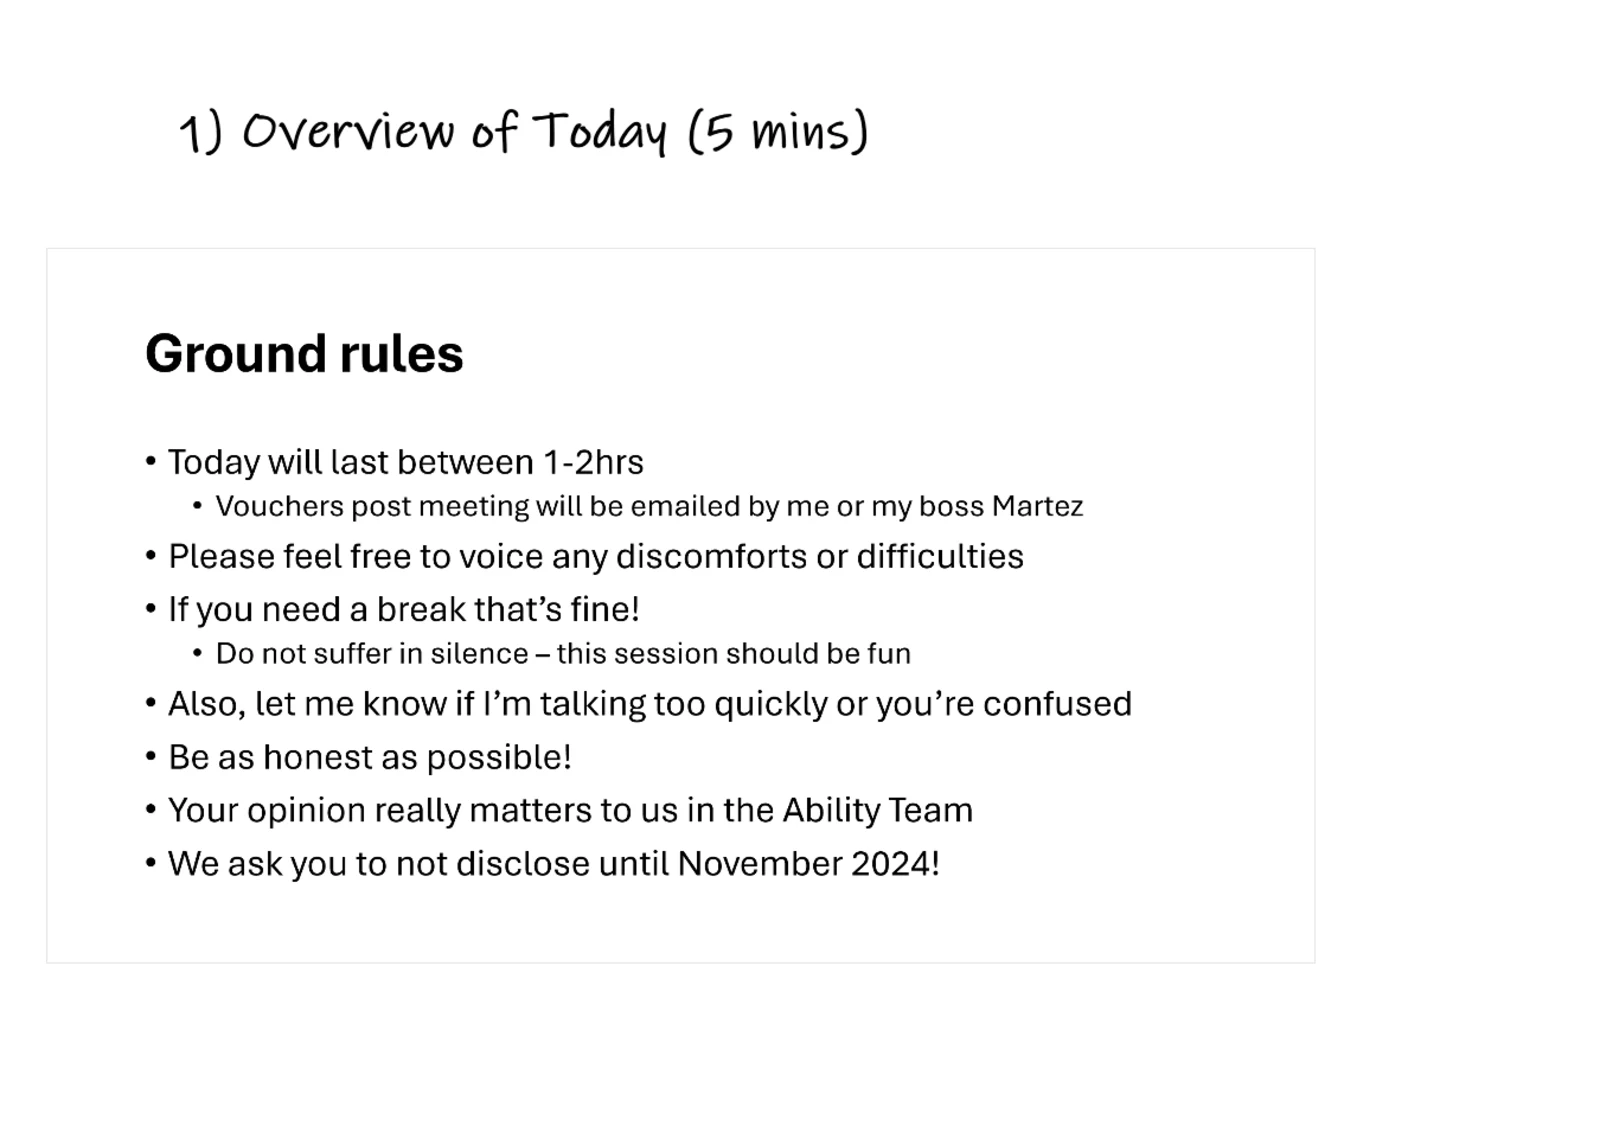 1) Overview of Today (5 mins)
Ground rules
• Today will last between 1-2hrs
• Vouchers post meeting will be emailed by me or my boss Martez
• Please feel free to voice any discomforts or difficulties
• If you need a break that’s fine!
• Do not suffer in silence – this session should be fun
• Also, let me know if I’m talking too quickly or you’re confused
• Be as honest as possible!
• Your opinion really matters to us in the Ability Team
• We ask you to not disclose until November 2024!